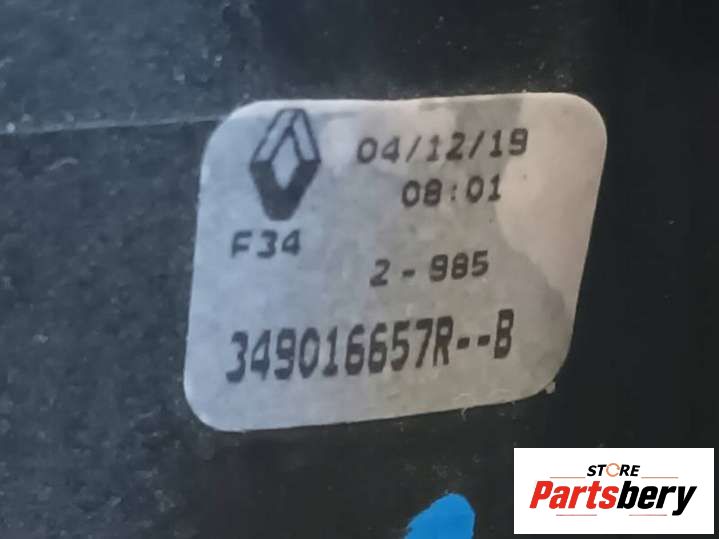 04/12/19
08:01
F34
2-985
349016657R--B
STORE
Partsbery